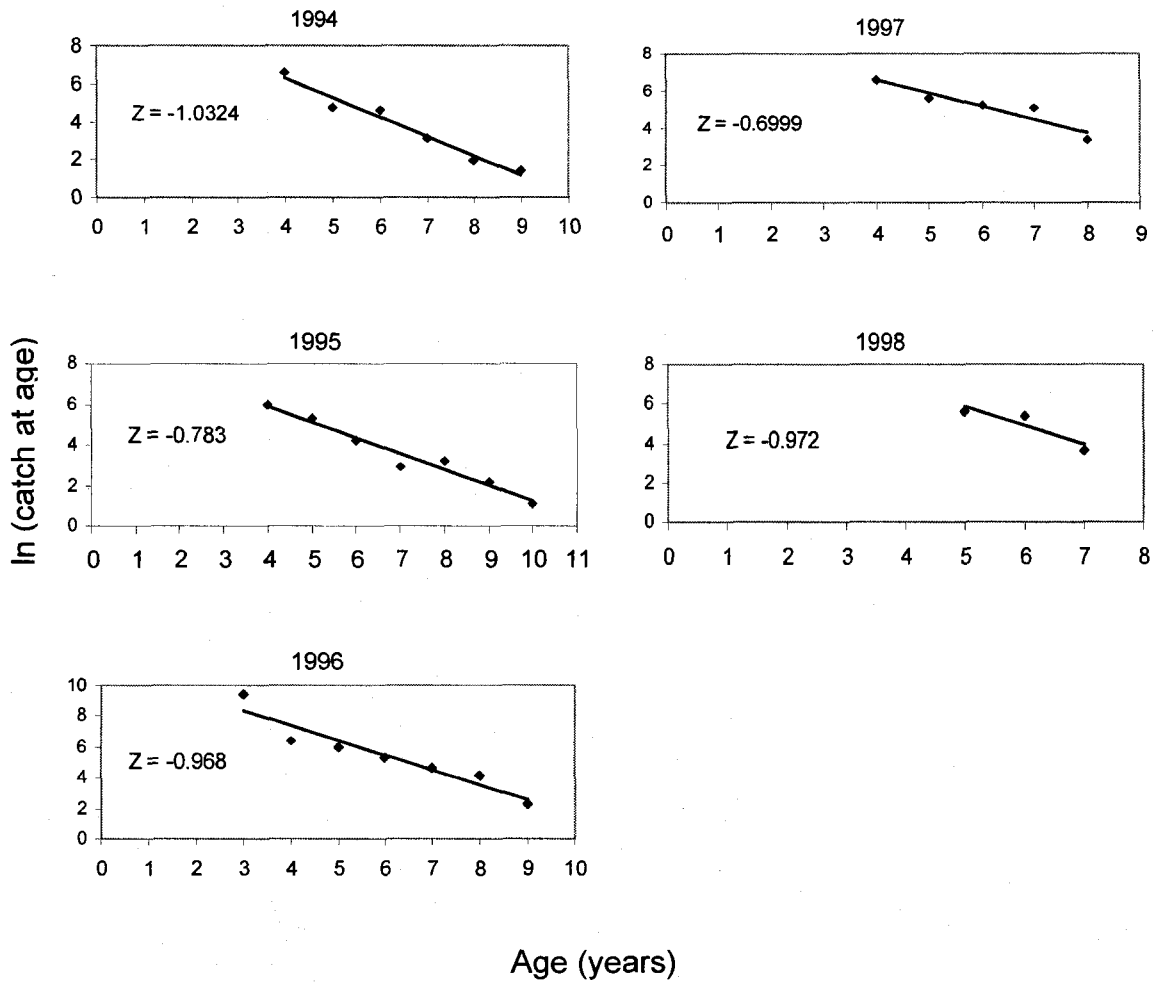 1994
8
6
4
2
0
Z = -1.0324
0 1 2 3 4 5 6 7 8 9 10
1997
8
6
4
2
0
Z = -0.6999
0 1 2 3 4 5 6 7 8 9
ln (catch at age)
1995
8
6
4
2
0
Z = -0.783
0 1 2 3 4 5 6 7 8 9 10 11
1998
8
6
4
2
0
Z = -0.972
0 1 2 3 4 5 6 7 8
1996
10
8
6
4
2
0
Z = -0.968
0 1 2 3 4 5 6 7 8 9 10
Age (years)